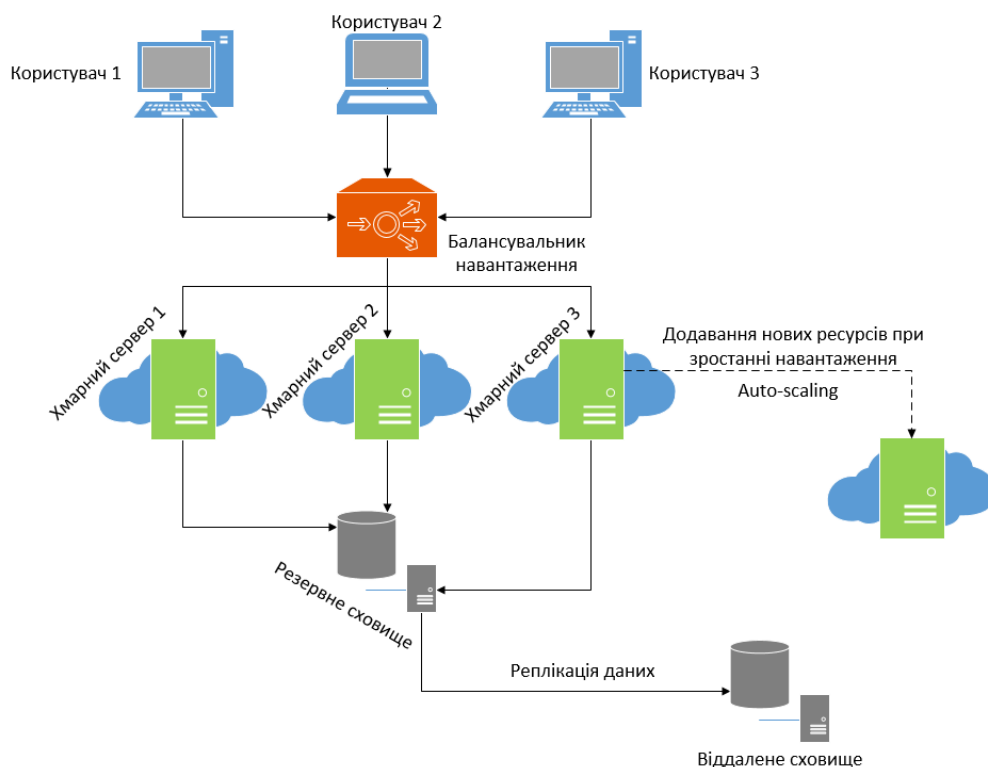 Користувач 2
Користувач 1
Користувач 3
Балансувальник
навантаження
Хмарний сервер 1
Хмарний сервер 2
Хмарний сервер 3
Додавання нових ресурсів при
зростанні навантаження
Auto-scaling
Резервне сховище
Реплікація даних
Віддалене сховище